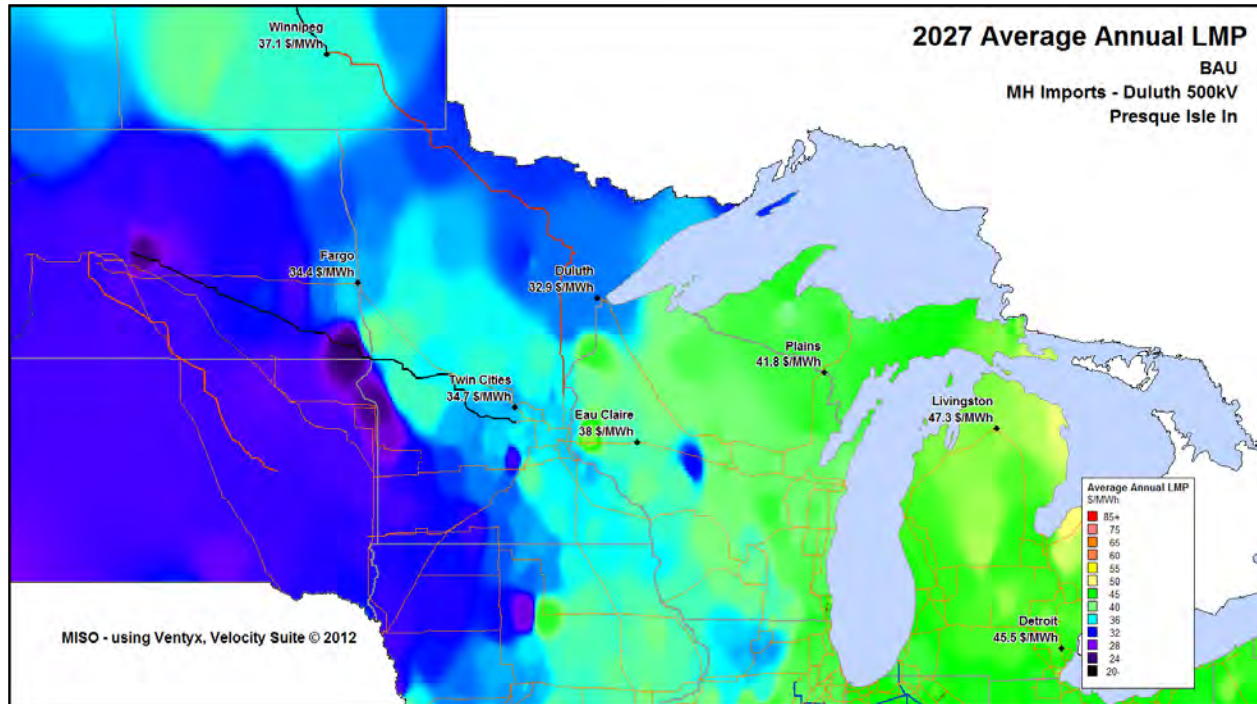 2027 Average Annual LMP
BAU
MH Imports - Duluth 500kV
Presque Isle In
Winnipeg
37.1 $/MWh
Fargo
34.4 $/MWh
Duluth
32.9 $/MWh
Plains
41.8 $/MWh
Twin Cities
34.7 $/MWh
Eau Claire
38 $/MWh
Livingston
47.3 $/MWh
Detroit
45.5 $/MWh
Average Annual LMP
$/MWh
85+
75
65
60
55
50
45
40
36
32
28
24
20-
MISO - using Ventyx, Velocity Suite © 2012